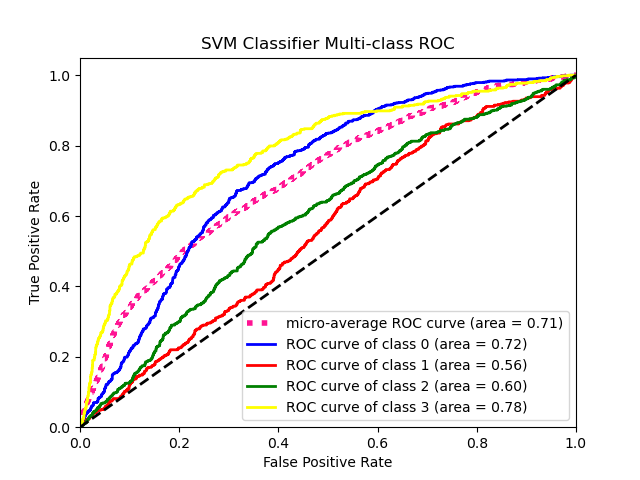 SVM Classifier Multi-class ROC
True Positive Rate
1.0
0.8
0.6
0.4
0.2
0.0
micro-average ROC curve (area = 0.71)
ROC curve of class 0 (area = 0.72)
ROC curve of class 1 (area = 0.56)
ROC curve of class 2 (area = 0.60)
ROC curve of class 3 (area = 0.78)
0.0 0.2 0.4 0.6 0.8 1.0
False Positive Rate